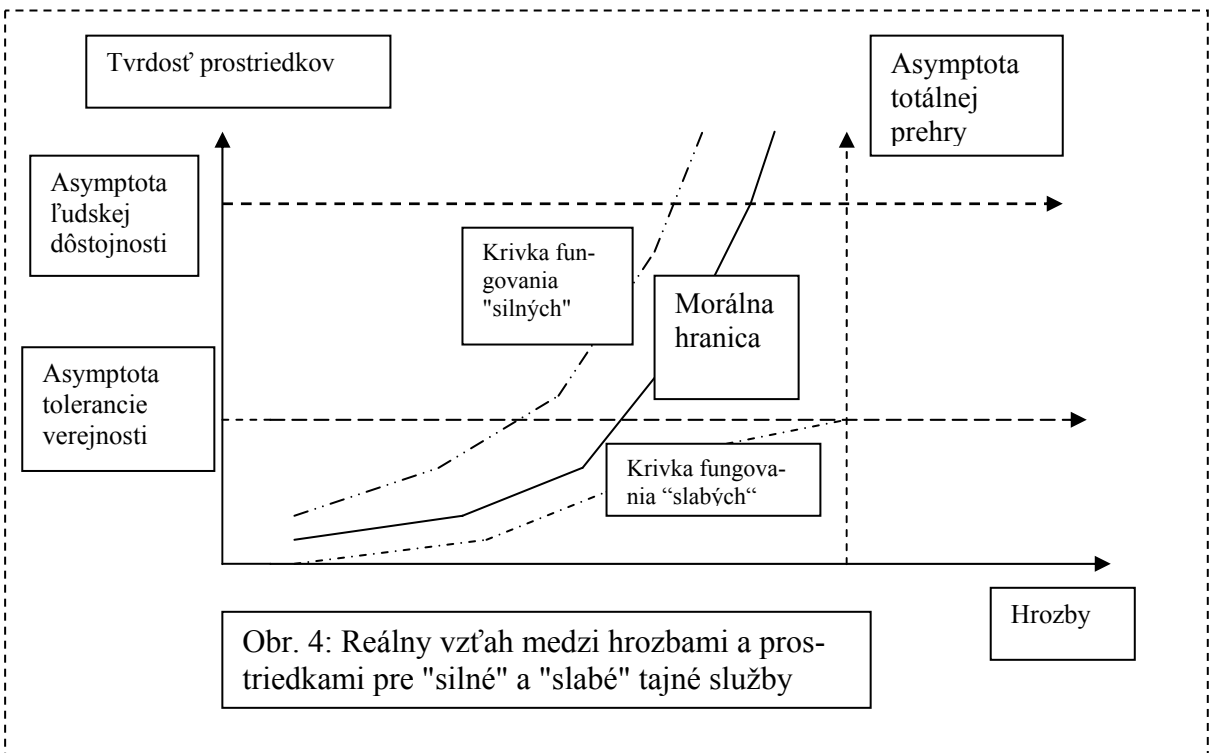 Tvrdosť prostriedkov
Asymptota
totálnej
prehry
Asymptota
ľudskej
dôstojnosti
Krivka fun-
govania
"silných"
Morálna
hranica
Asymptota
tolerancie
verejnosti
Krivka fungova-
nia “slabých“
Hrozby
Obr. 4: Reálny vzťah medzi hrozbami a pros-
triedkami pre "silné" a "slabé" tajné služby